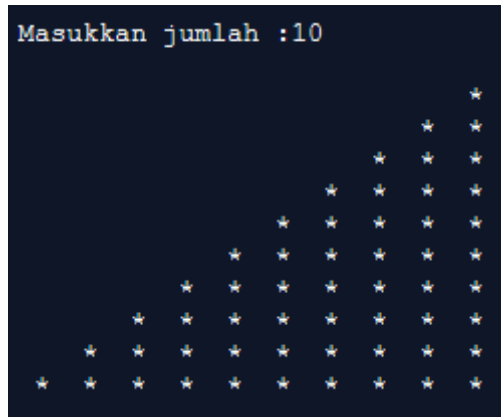 Masukkan jumlah :10
*
* *
* * *
* * * *
* * * * *
* * * * * *
* * * * * * *
* * * * * * * *
* * * * * * * * *
* * * * * * * * * *